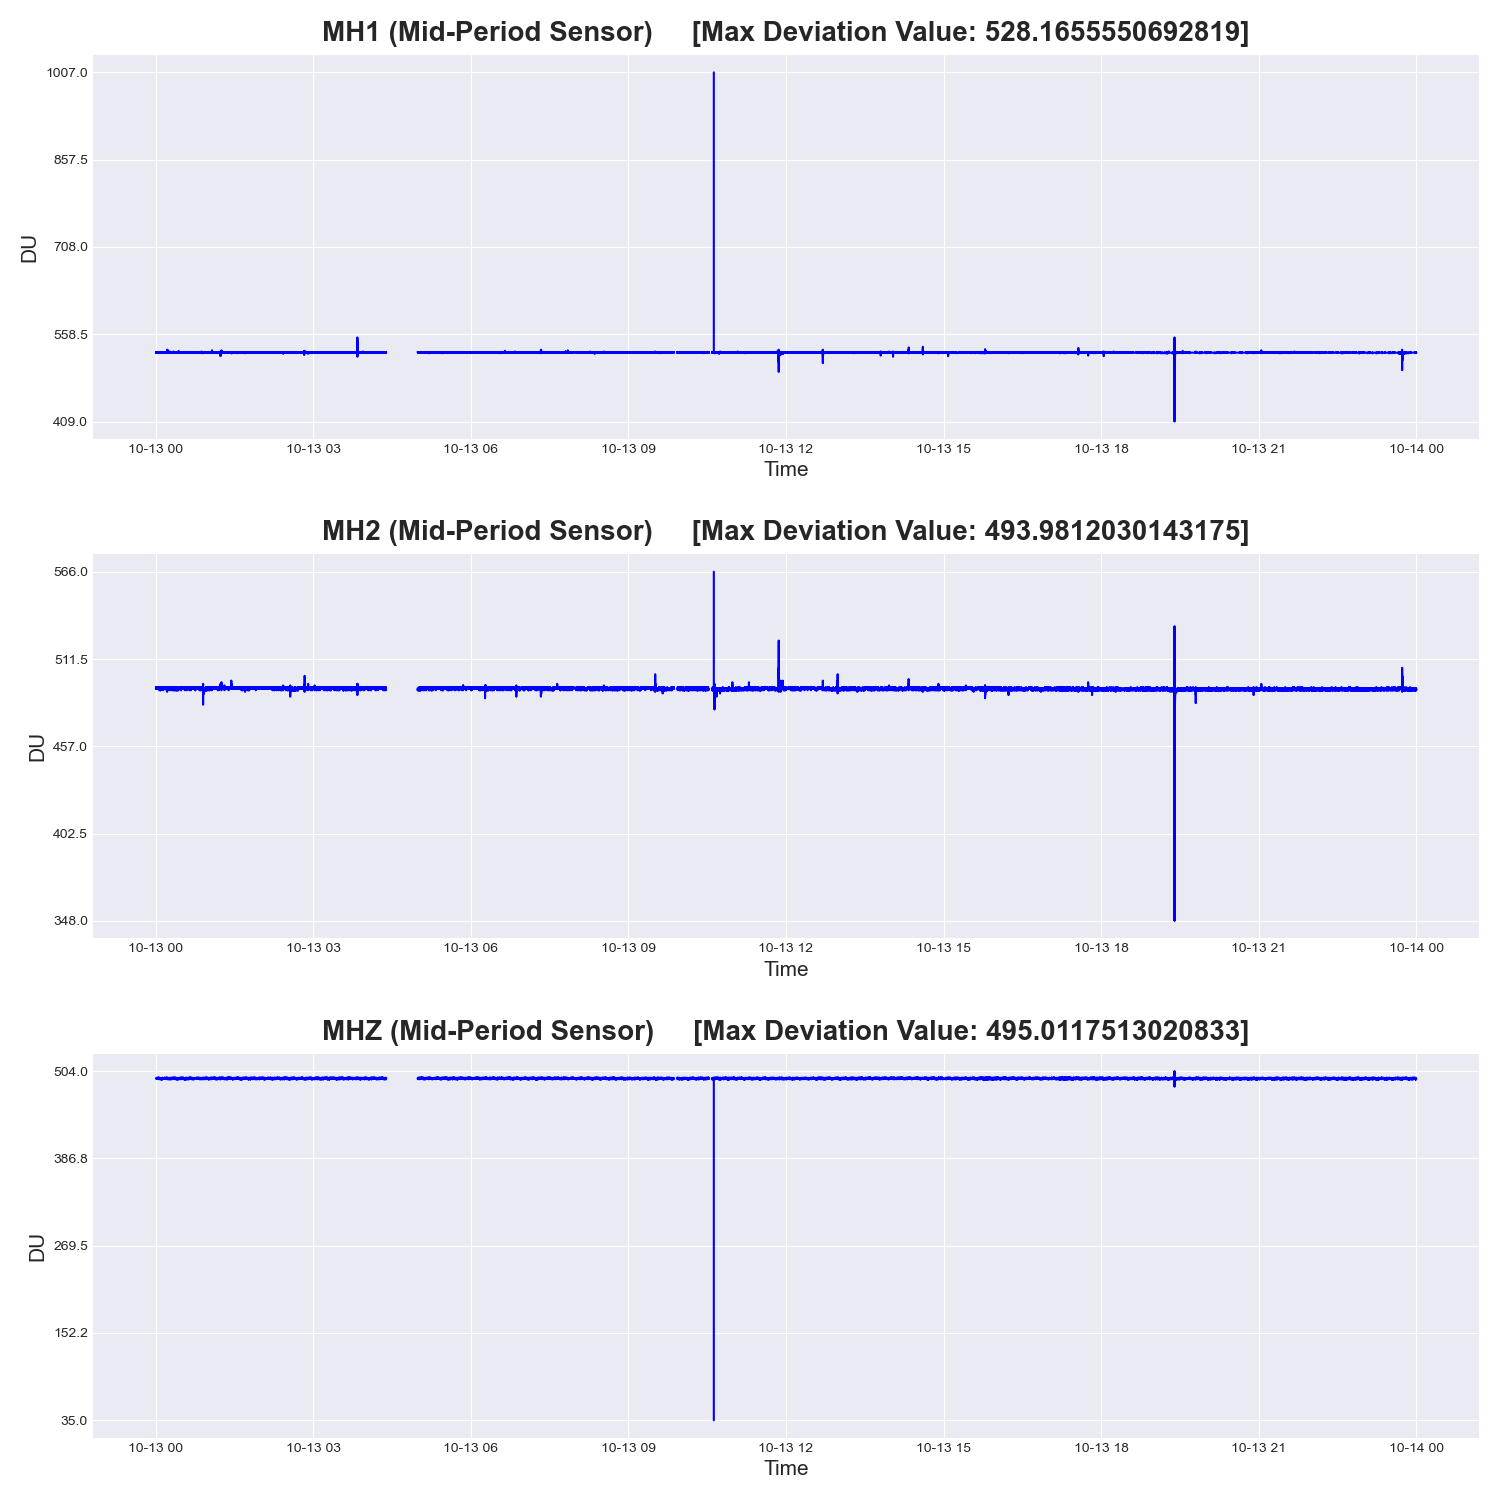 MH1 (Mid-Period Sensor) [Max Deviation Value: 528.1655550692819]
1007.0
857.5
708.0
558.5
409.0
DU
10-13 00 10-13 03 10-13 06 10-13 09 10-13 12 10-13 15 10-13 18 10-13 21 10-14 00
Time
MH2 (Mid-Period Sensor) [Max Deviation Value: 493.9812030143175]
566.0
511.5
457.0
402.5
348.0
DU
10-13 00 10-13 03 10-13 06 10-13 09 10-13 12 10-13 15 10-13 18 10-13 21 10-14 00
Time
MHZ (Mid-Period Sensor) [Max Deviation Value: 495.0117513020833]
504.0
386.8
269.5
152.2
35.0
DU
10-13 00 10-13 03 10-13 06 10-13 09 10-13 12 10-13 15 10-13 18 10-13 21 10-14 00
Time